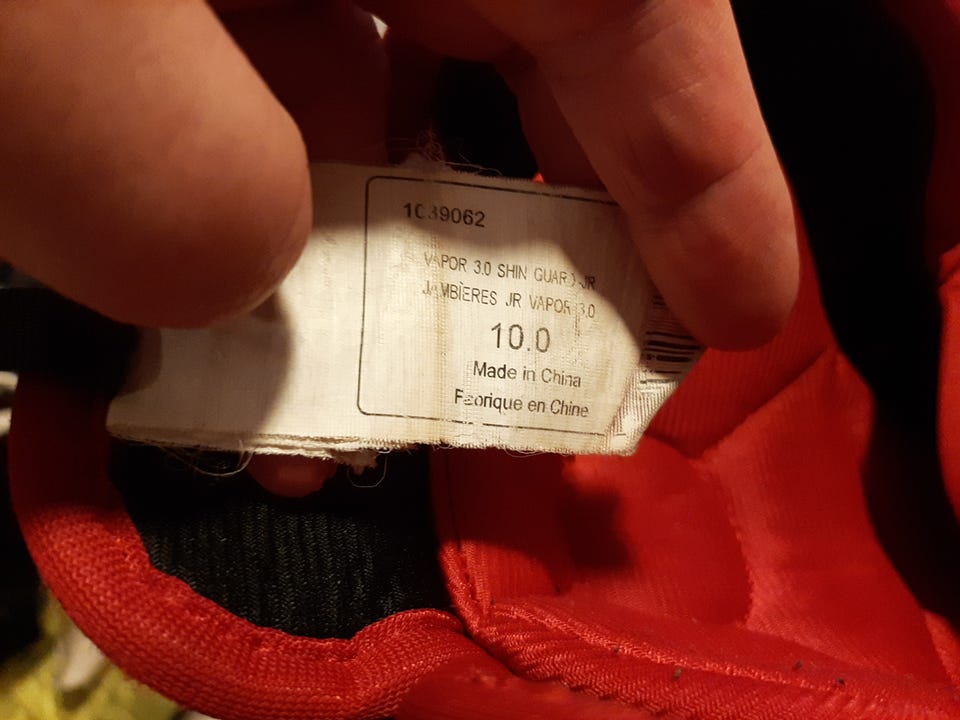 1039062
VAPOR 3.0 SHIN GUARD JR
JAMBIÈRES JR VAPOR 3.0
10.0
Made in China
Fabrique en Chine